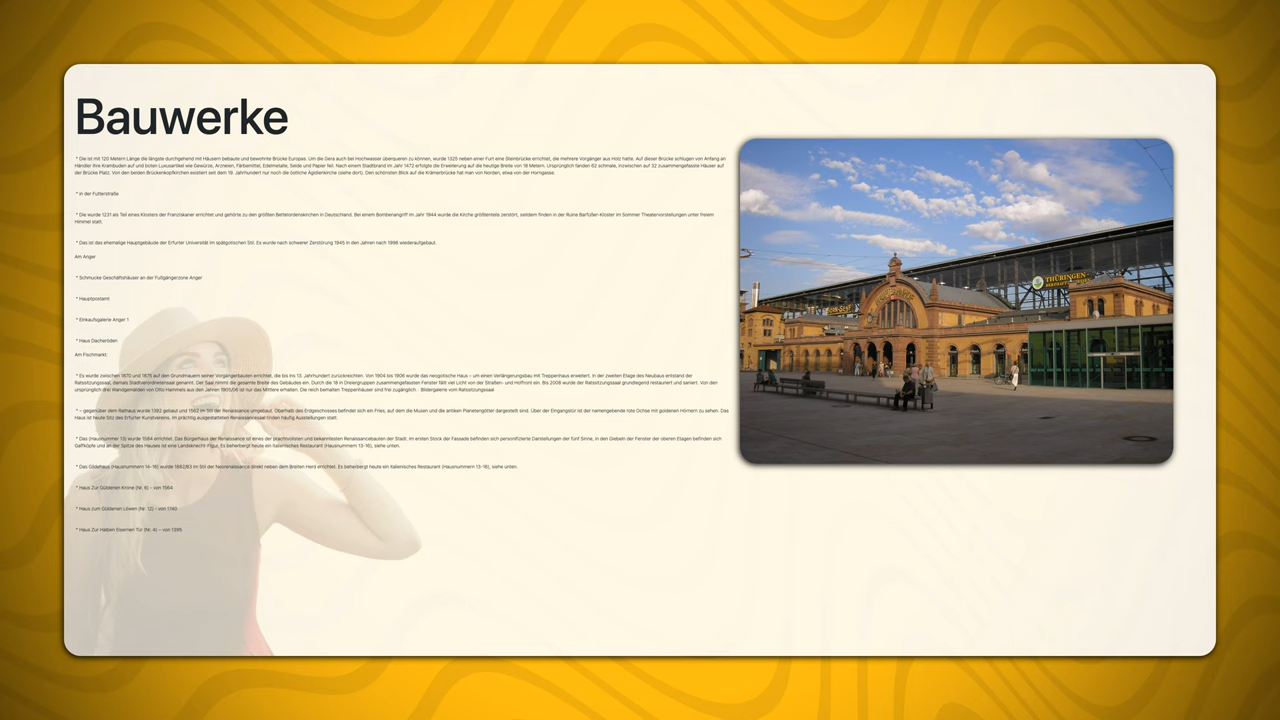 Bauwerke
* Die ist mit 120 Metern Länge die längste durchgehend mit Häusern bebaute und bewohnte Brücke Europas. Um die Gera auch bei Hochwasser überqueren zu können, wurde 1325 neben einer Furt eine Steinbrücke errichtet, die mehrere Vorgänger aus Holz hatte. Auf dieser Brücke schlugen von Anfang an
Händler ihre Krambuden auf und boten Luxusartikel wie Gewürze, Arzneien, Färbemittel, Edelmetalle, Seide und Papier feil. Nach einem Stadtbrand im Jahr 1472 erfolgte die Erweiterung auf die heutige Breite von 18 Metern. Ursprünglich fanden 62 schmale, inzwischen auf 32 zusammengefasste Häuser auf
der Brücke Platz. Von den beiden Brückenkopfkirchen existiert seit dem 19. Jahrhundert nur noch die östliche Ägidienkirche (siehe dort). Den schönsten Blick auf die Krämerbrücke hat man von Norden, etwa von der Horngasse.
* in der Futterstraße
* Die wurde 1231 als Teil eines Klosters der Franziskaner errichtet und gehörte zu den größten Bettelordenskirchen in Deutschland. Bei einem Bombenangriff im Jahr 1944 wurde die Kirche größtenteils zerstört, seitdem finden in der Ruine Barfüßer-Kloster im Sommer Theatervorstellungen unter freiem
Himmel statt.
* Das ist das ehemalige Hauptgebäude der Erfurter Universität im spätgotischen Stil. Es wurde nach schwerer Zerstörung 1945 in den Jahren nach 1998 wiederaufgebaut.
Am Anger
* Schmucke Geschäftshäuser an der Fußgängerzone Anger
* Hauptpostamt
* Einkaufsgalerie Anger 1
* Haus Dacheröden
Am Fischmarkt:
* Es wurde zwischen 1870 und 1875 auf den Grundmauern seiner Vorgängerbauten errichtet, die bis ins 13. Jahrhundert zurückreichten. Von 1904 bis 1906 wurde das neogotische Haus – um einen Verlängerungsbau mit Treppenhaus erweitert. In der zweiten Etage des Neubaus entstand der
Ratssitzungssaal, damals Stadtverordnetensaal genannt. Der Saal nimmt die gesamte Breite des Gebäudes ein. Durch die 18 in Dreiergruppen zusammengefassten Fenster fällt viel Licht von der Straßen- und Hoffront ein. Bis 2008 wurde der Ratssitzungssaal grundlegend restauriert und saniert. Von den
ursprünglich drei Wandgemälden von Otto Hammels aus den Jahren 1905/06 ist nur das Mittlere erhalten. Die reich bemalten Treppenhäuser sind frei zugänglich. · Bildergalerie vom Ratssitzungssaal
* – gegenüber dem Rathaus wurde 1392 gebaut und 1562 im Stil der Renaissance umgebaut. Oberhalb des Erdgeschosses befindet sich ein Fries, auf dem die Musen und die antiken Planetengötter dargestellt sind. Über der Eingangstür ist der namengebende rote Ochse mit goldenen Hörnern zu sehen. Das
Haus ist heute Sitz des Erfurter Kunstvereins. Im prächtig ausgestatteten Renaissancesaal finden häufig Ausstellungen statt.
* Das (Hausnummer 13) wurde 1584 errichtet. Das Bürgerhaus der Renaissance ist eines der prachtvollsten und bekanntesten Renaissancebauten der Stadt. Im ersten Stock der Fassade befinden sich personifizierte Darstellungen der fünf Sinne, in den Giebeln der Fenster der oberen Etagen befinden sich
Gaffköpfe und an der Spitze des Hauses ist eine Landsknecht-Figur. Es beherbergt heute ein italienisches Restaurant (Hausnummern 13-16), siehe unten.
* Das Gildehaus (Hausnummern 14-16) wurde 1882/83 im Stil der Neorenaissance direkt neben dem Breiten Herd errichtet. Es beherbergt heute ein italienisches Restaurant (Hausnummern 13-16), siehe unten.
* Haus Zur Güldenen Krone (Nr. 6) – von 1564
* Haus zum Güldenen Löwen (Nr. 12) – von 1740
* Haus Zur Halben Eisernen Tür (Nr. 4) – von 1395
THÜRINGEN